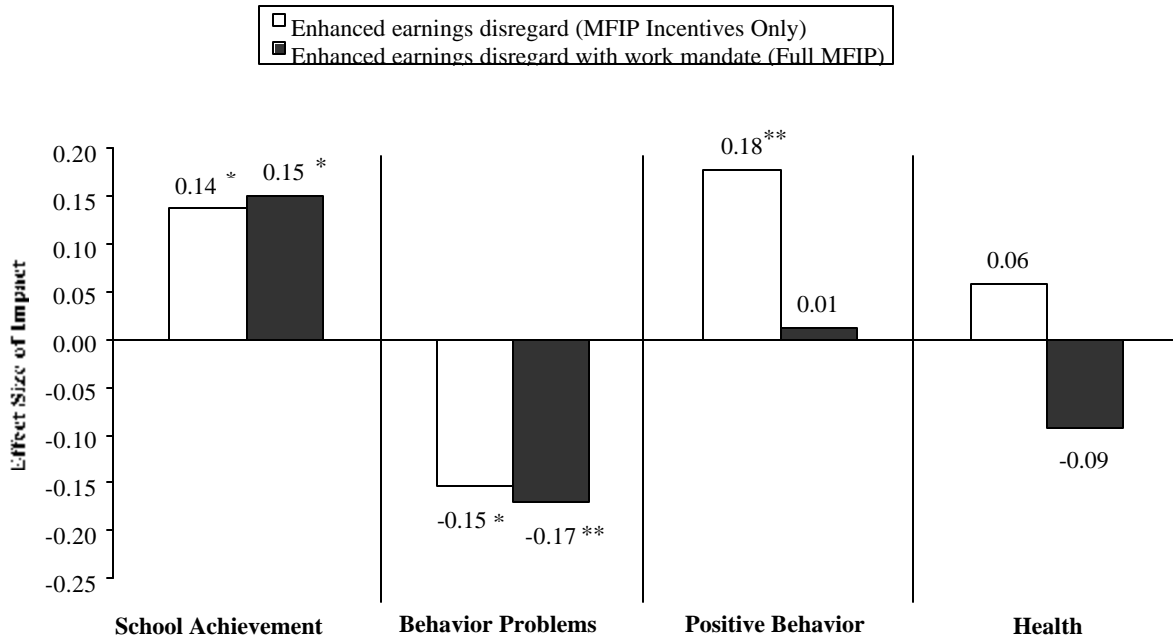 Enhanced earnings disregard (MFIP Incentives Only)
Enhanced earnings disregard with work mandate (Full MFIP)
Effect Size of Impact
0.20
0.15
0.10
0.05
0.00
-0.05
-0.10
-0.15
-0.20
-0.25
0.14 *
0.15 *
-0.15 *
-0.17 **
0.18 **
0.01
0.06
-0.09
School Achievement
Behavior Problems
Positive Behavior
Health